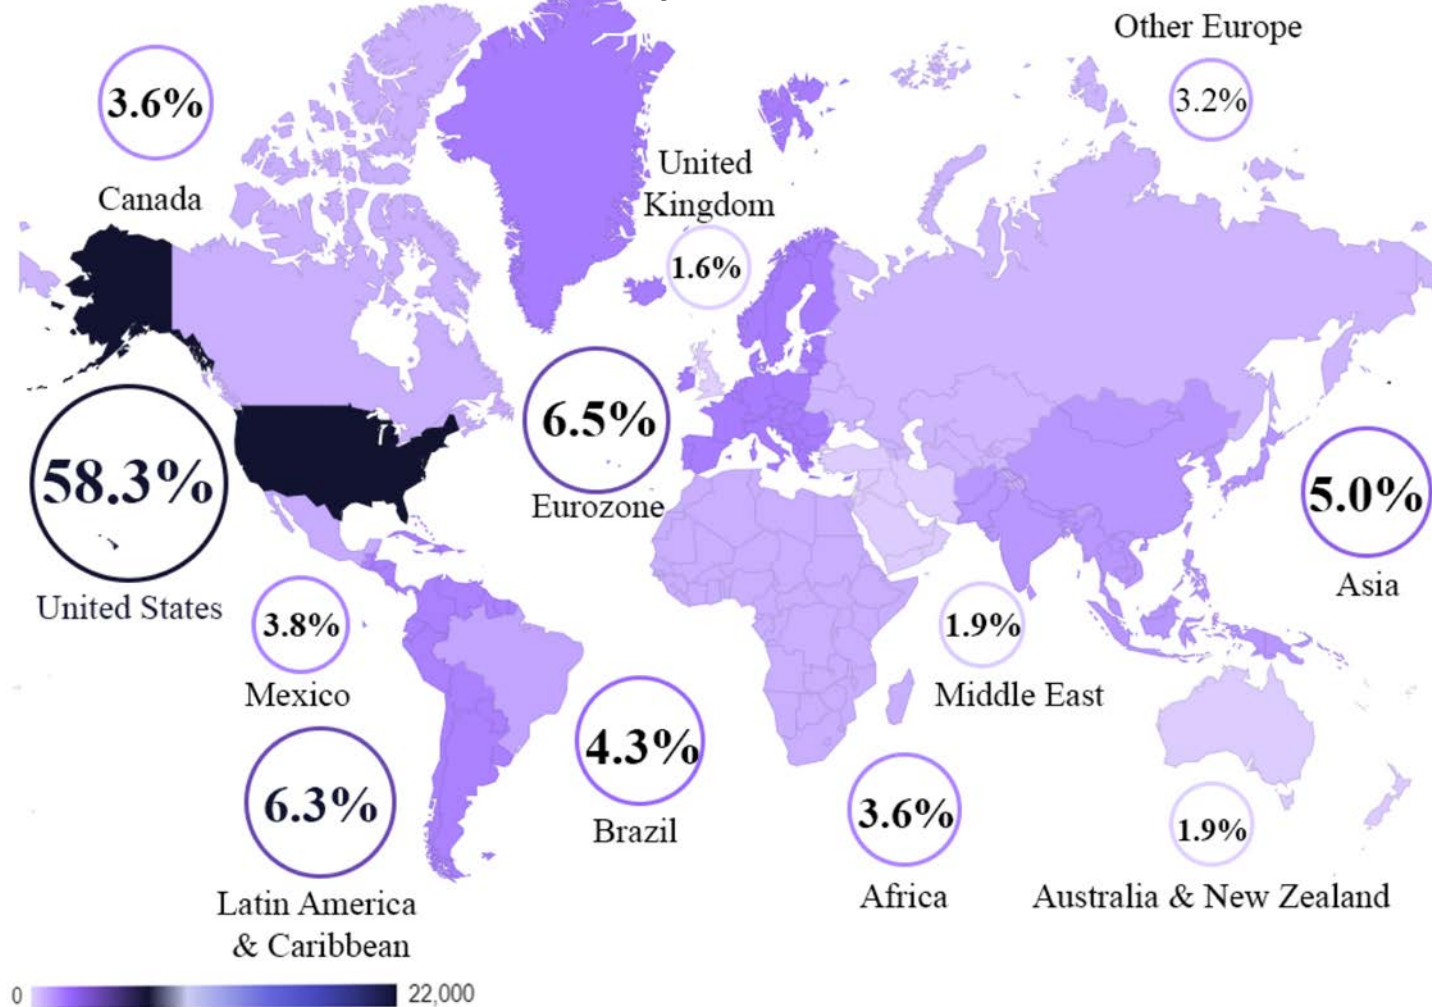 Other Europe
3.2%
3.6%
Canada
United
Kingdom
1.6%
58.3%
United States
6.5%
Eurozone
5.0%
Asia
3.8%
Mexico
1.9%
Middle East
6.3%
Latin America
& Caribbean
4.3%
Brazil
3.6%
Africa
1.9%
Australia & New Zealand
0 22,000